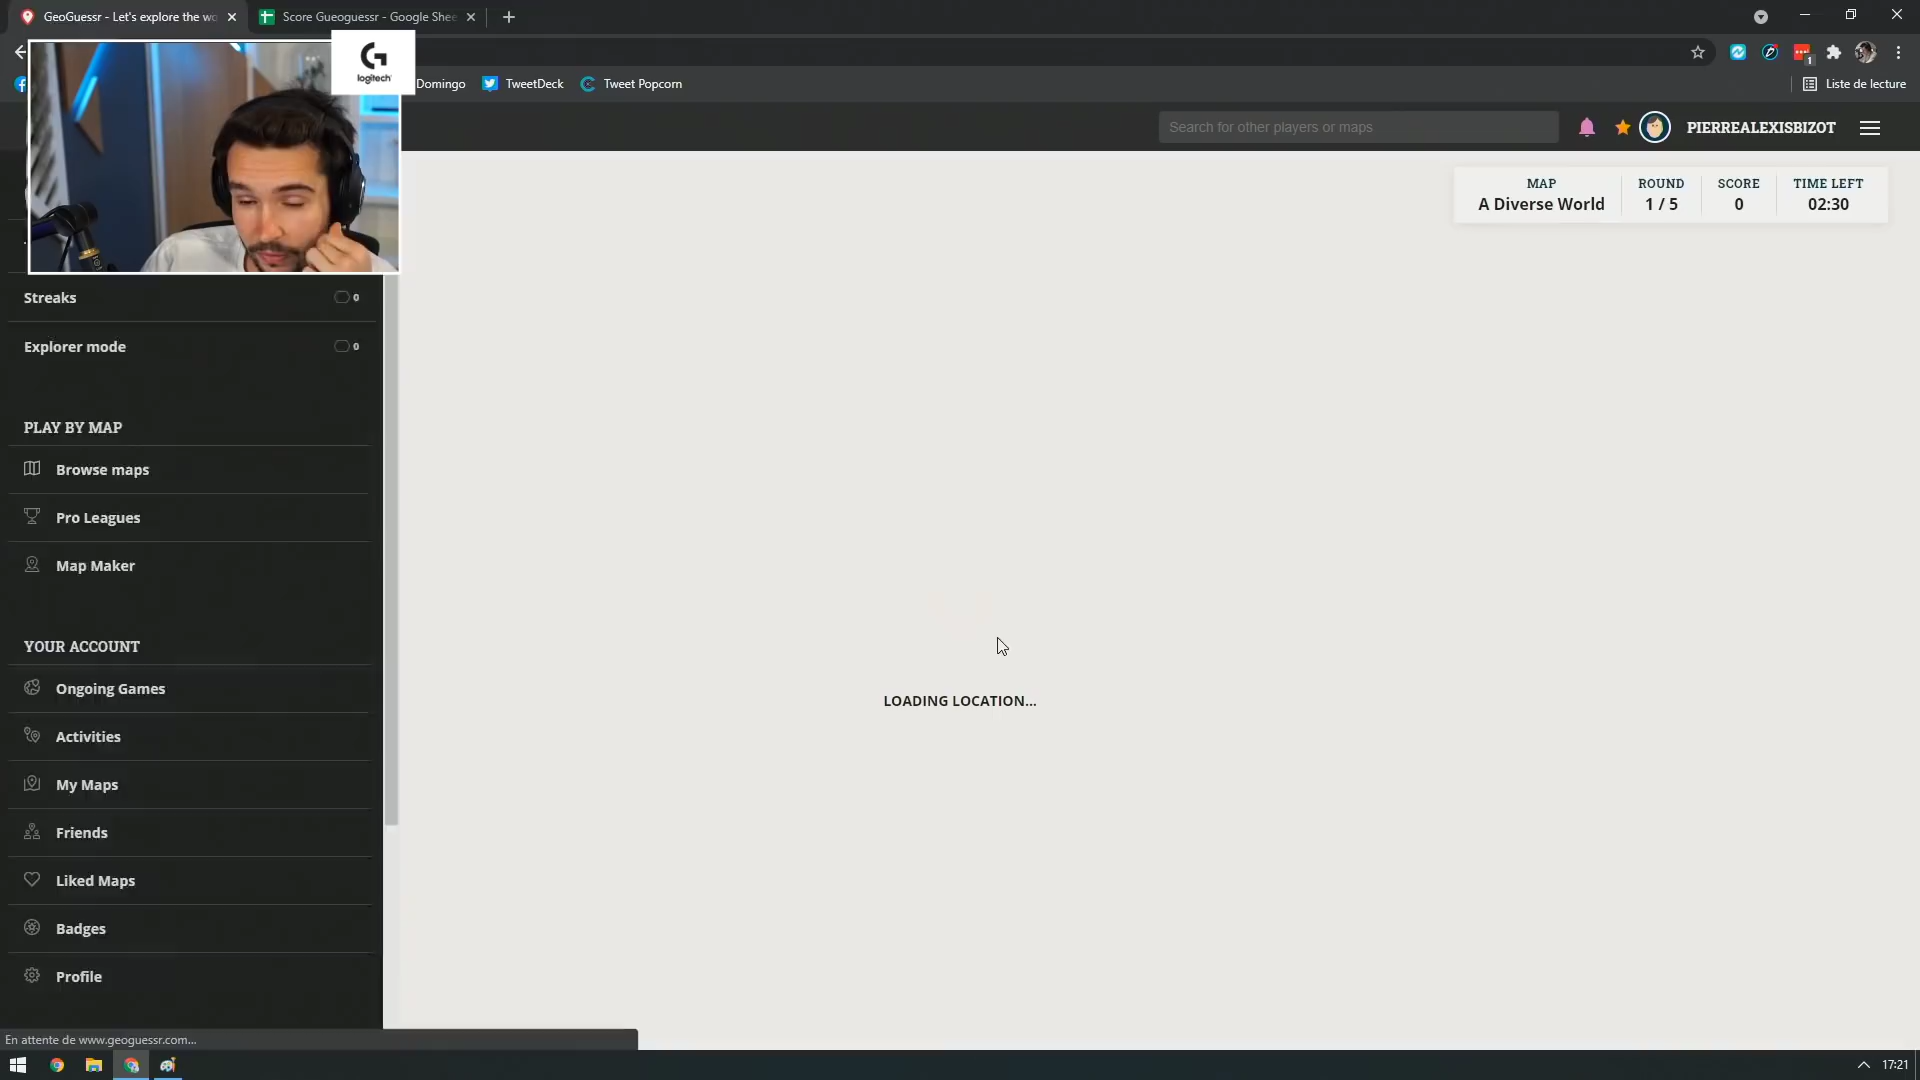 GeoGuessr - Let's explore the wo
Score Gueoguessr - Google Shee
logitech
Domingo
TweetDeck
Tweet Popcorn
1
Liste de lecture
Search for other players or maps
PIERREALEXISBIZOT
MAP
A Diverse World
ROUND
1 / 5
SCORE
0
TIME LEFT
02:30
Streaks
0
Explorer mode
0
PLAY BY MAP
Browse maps
Pro Leagues
Map Maker
YOUR ACCOUNT
Ongoing Games
Activities
My Maps
Friends
Liked Maps
Badges
Profile
LOADING LOCATION...
En attente de www.geoguessr.com...
17:21